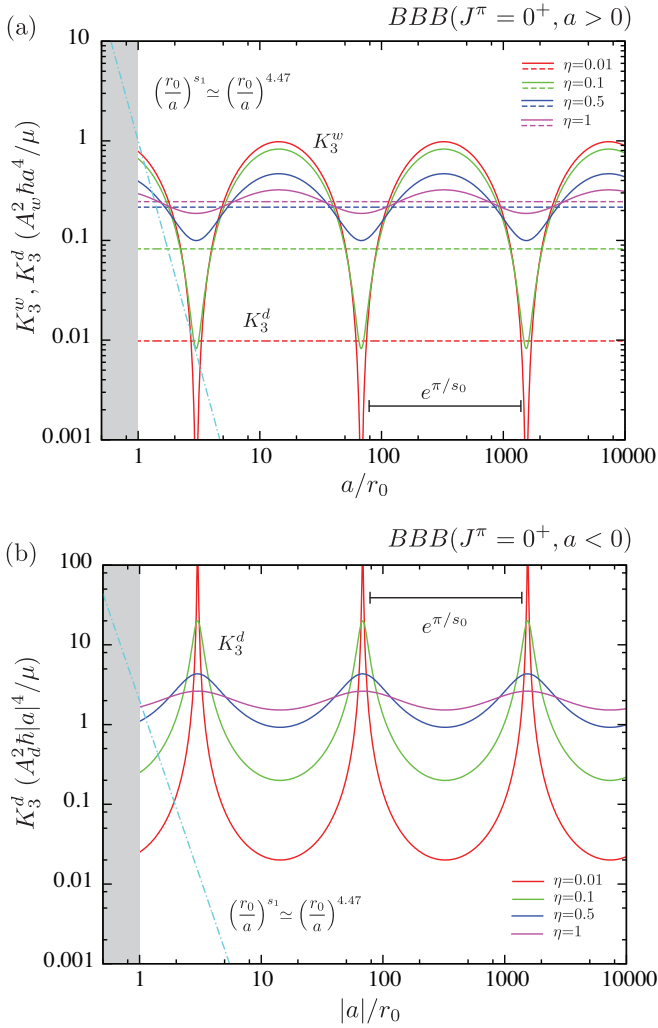 (a)
BBB(J^π = 0^+, a > 0)
10
1
0.1
0.01
0.001
K_3^w, K_3^d (A_w^2 ħa^4/μ)
(r_0/a)^{s_1} ≃ (r_0/a)^{4.47}
K_3^w
K_3^d
η=0.01
η=0.1
η=0.5
η=1
e^{π/s_0}
1 10 100 1000 10000
a/r_0
(b)
BBB(J^π = 0^+, a < 0)
100
10
1
0.1
0.01
0.001
K_3^d (A_d^2 ħ|a|^4/μ)
K_3^d
e^{π/s_0}
(r_0/a)^{s_1} ≃ (r_0/a)^{4.47}
η=0.01
η=0.1
η=0.5
η=1
1 10 100 1000 10000
|a|/r_0